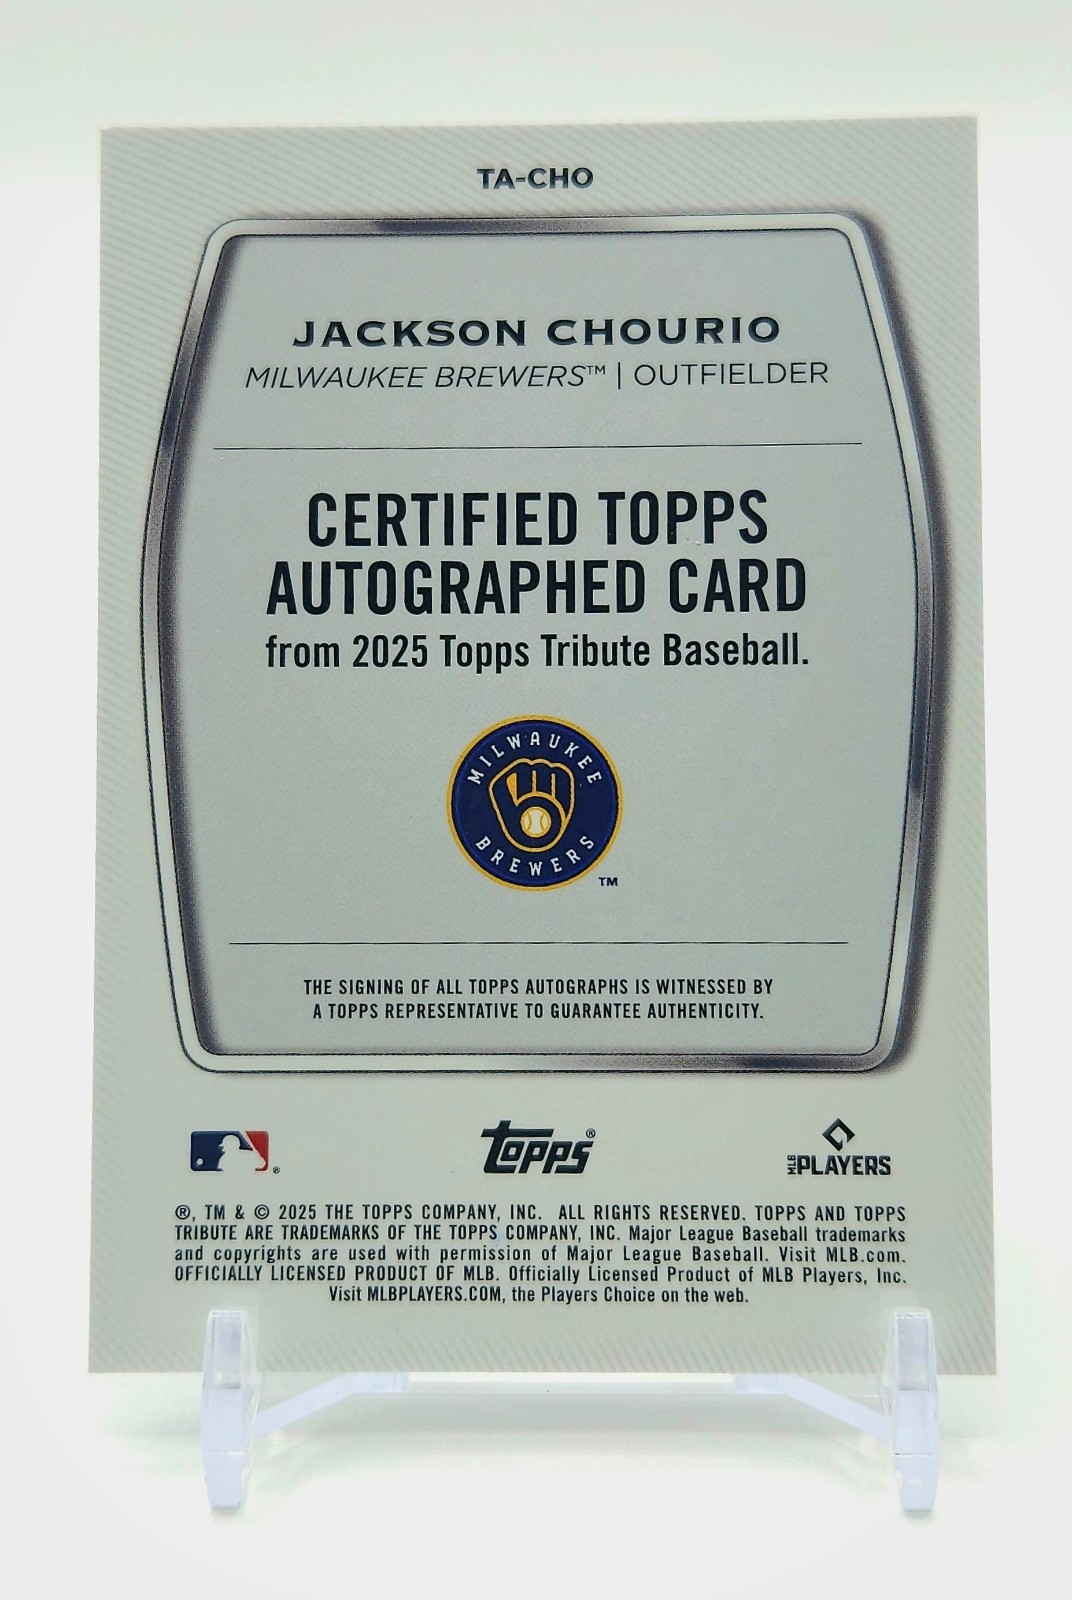 TA-CHO
JACKSON CHOURIO
MILWAUKEE BREWERS™ | OUTFIELDER
CERTIFIED TOPPS
AUTOGRAPHED CARD
from 2025 Topps Tribute Baseball.
MILWAUKEE
BREWERS
TM
THE SIGNING OF ALL TOPPS AUTOGRAPHS IS WITNESSED BY
A TOPPS REPRESENTATIVE TO GUARANTEE AUTHENTICITY.
®
Topps®
MLB PLAYERS
®, TM & © 2025 THE TOPPS COMPANY, INC. ALL RIGHTS RESERVED. TOPPS AND TOPPS
TRIBUTE ARE TRADEMARKS OF THE TOPPS COMPANY, INC. Major League Baseball trademarks
and copyrights are used with permission of Major League Baseball. Visit MLB.com.
OFFICIALLY LICENSED PRODUCT OF MLB. Officially Licensed Product of MLB Players, Inc.
Visit MLBPLAYERS.COM, the Players Choice on the web.